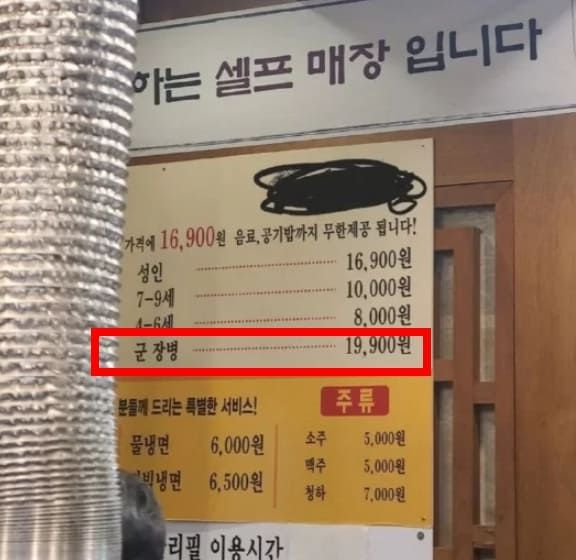 하는 셀프 매장 입니다
가격에 16,900원 음료,공기밥까지 무한제공 됩니다!
성인 16,900원
7-9세 10,000원
4-6세 8,000원
군 장병 19,900원
분들께 드리는 특별한 서비스!
물냉면 6,000원
비빔냉면 6,500원
주류
소주 5,000원
맥주 5,000원
청하 7,000원
리필 이용시간